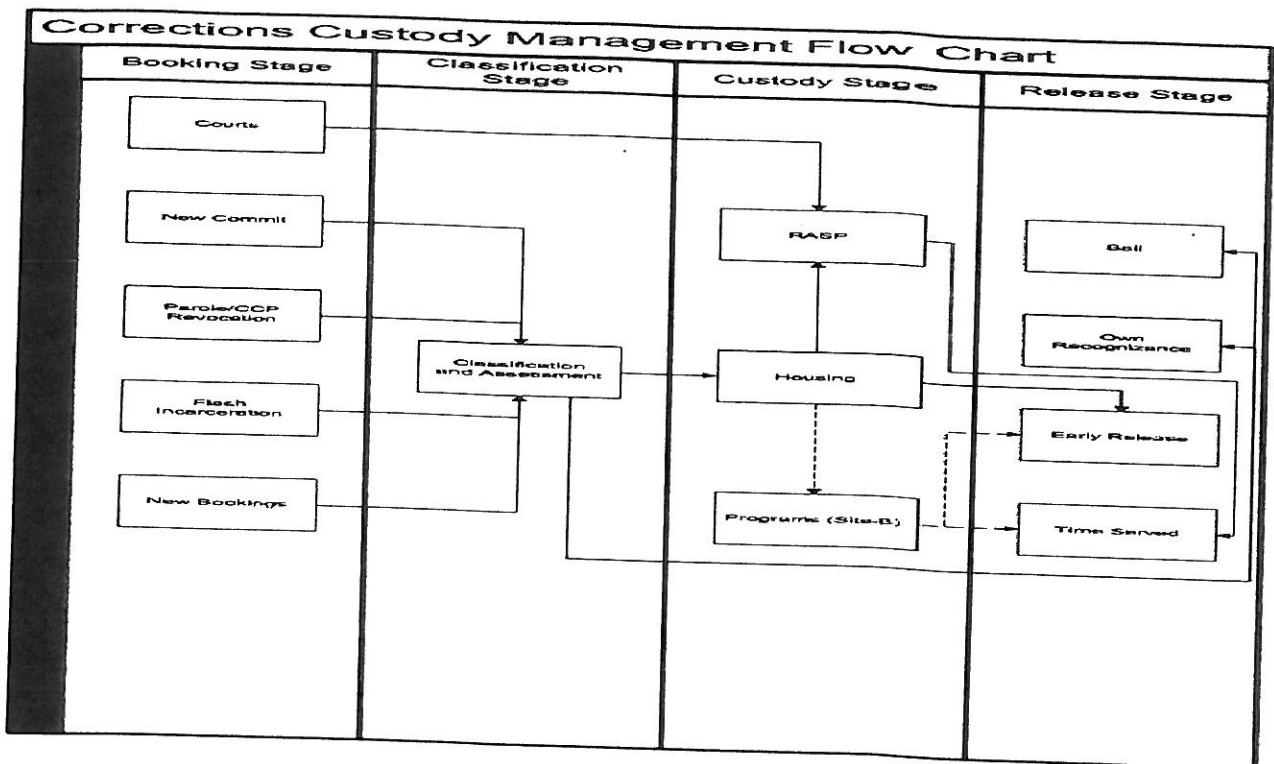 Corrections Custody Management Flow Chart
Booking Stage
Classification
Stage
Custody Stage
Release Stage
Courts
New Commit
Parole/CCP
Revocation
Flash
Incarceration
New Bookings
Classification
and Assessment
RASP
Housing
Programs (Site-B)
Bail
Own
Recognizance
Early Release
Time Served